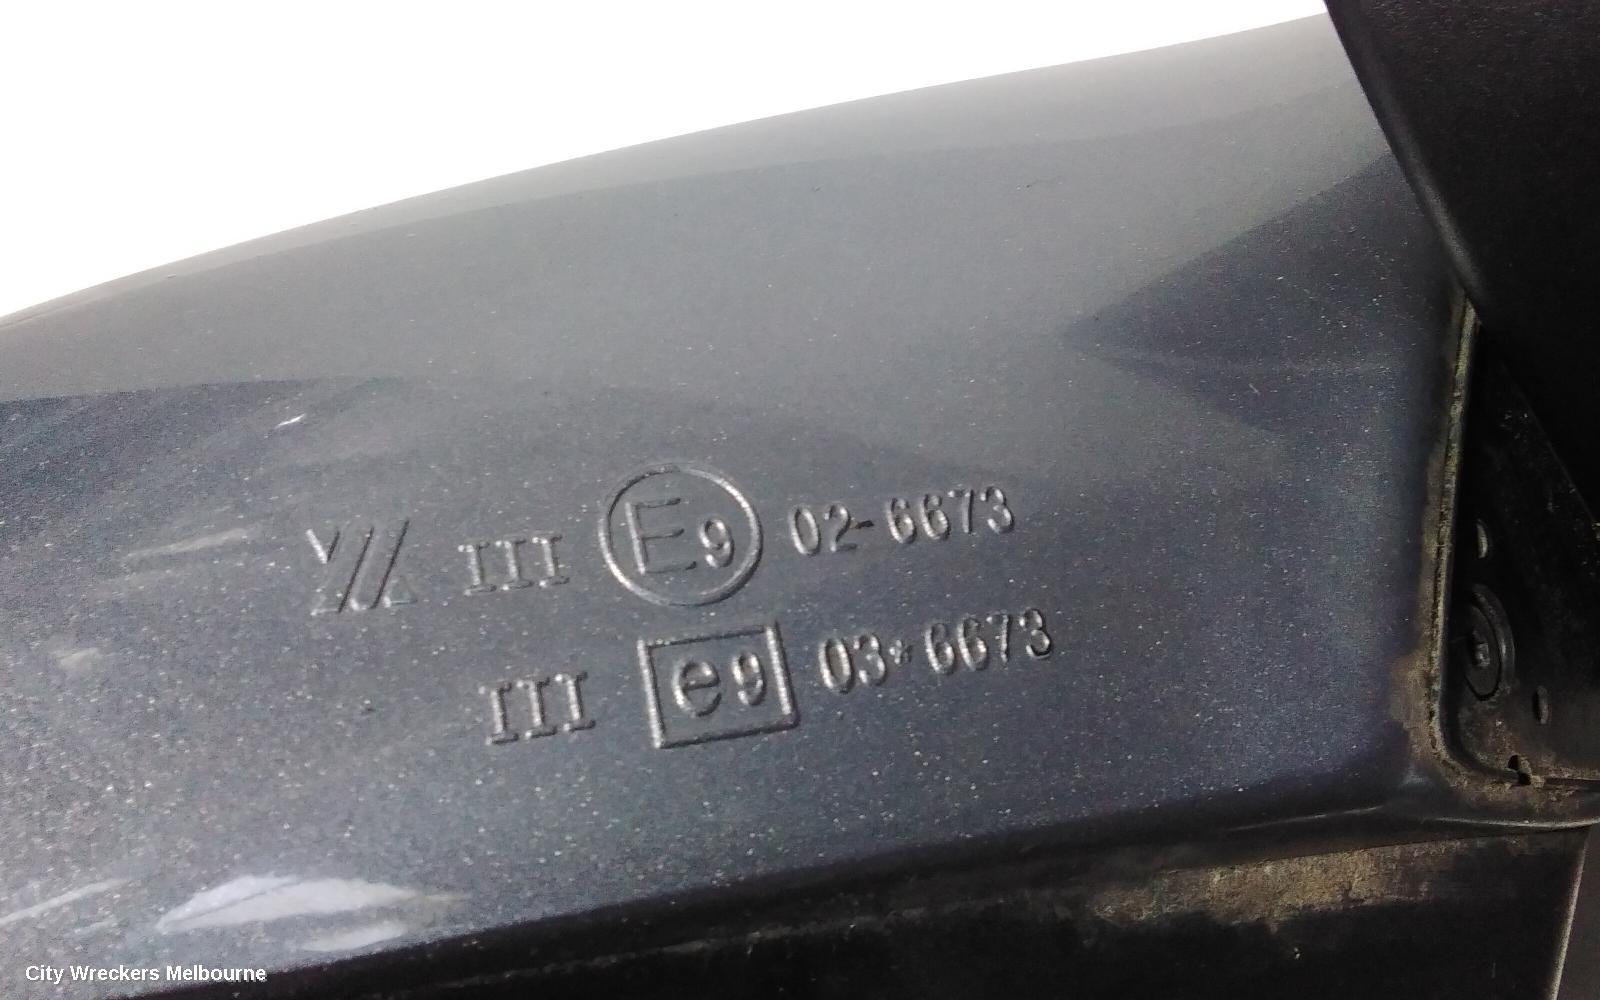 III E9 02-6673
III e9 03*6673
City Wreckers Melbourne